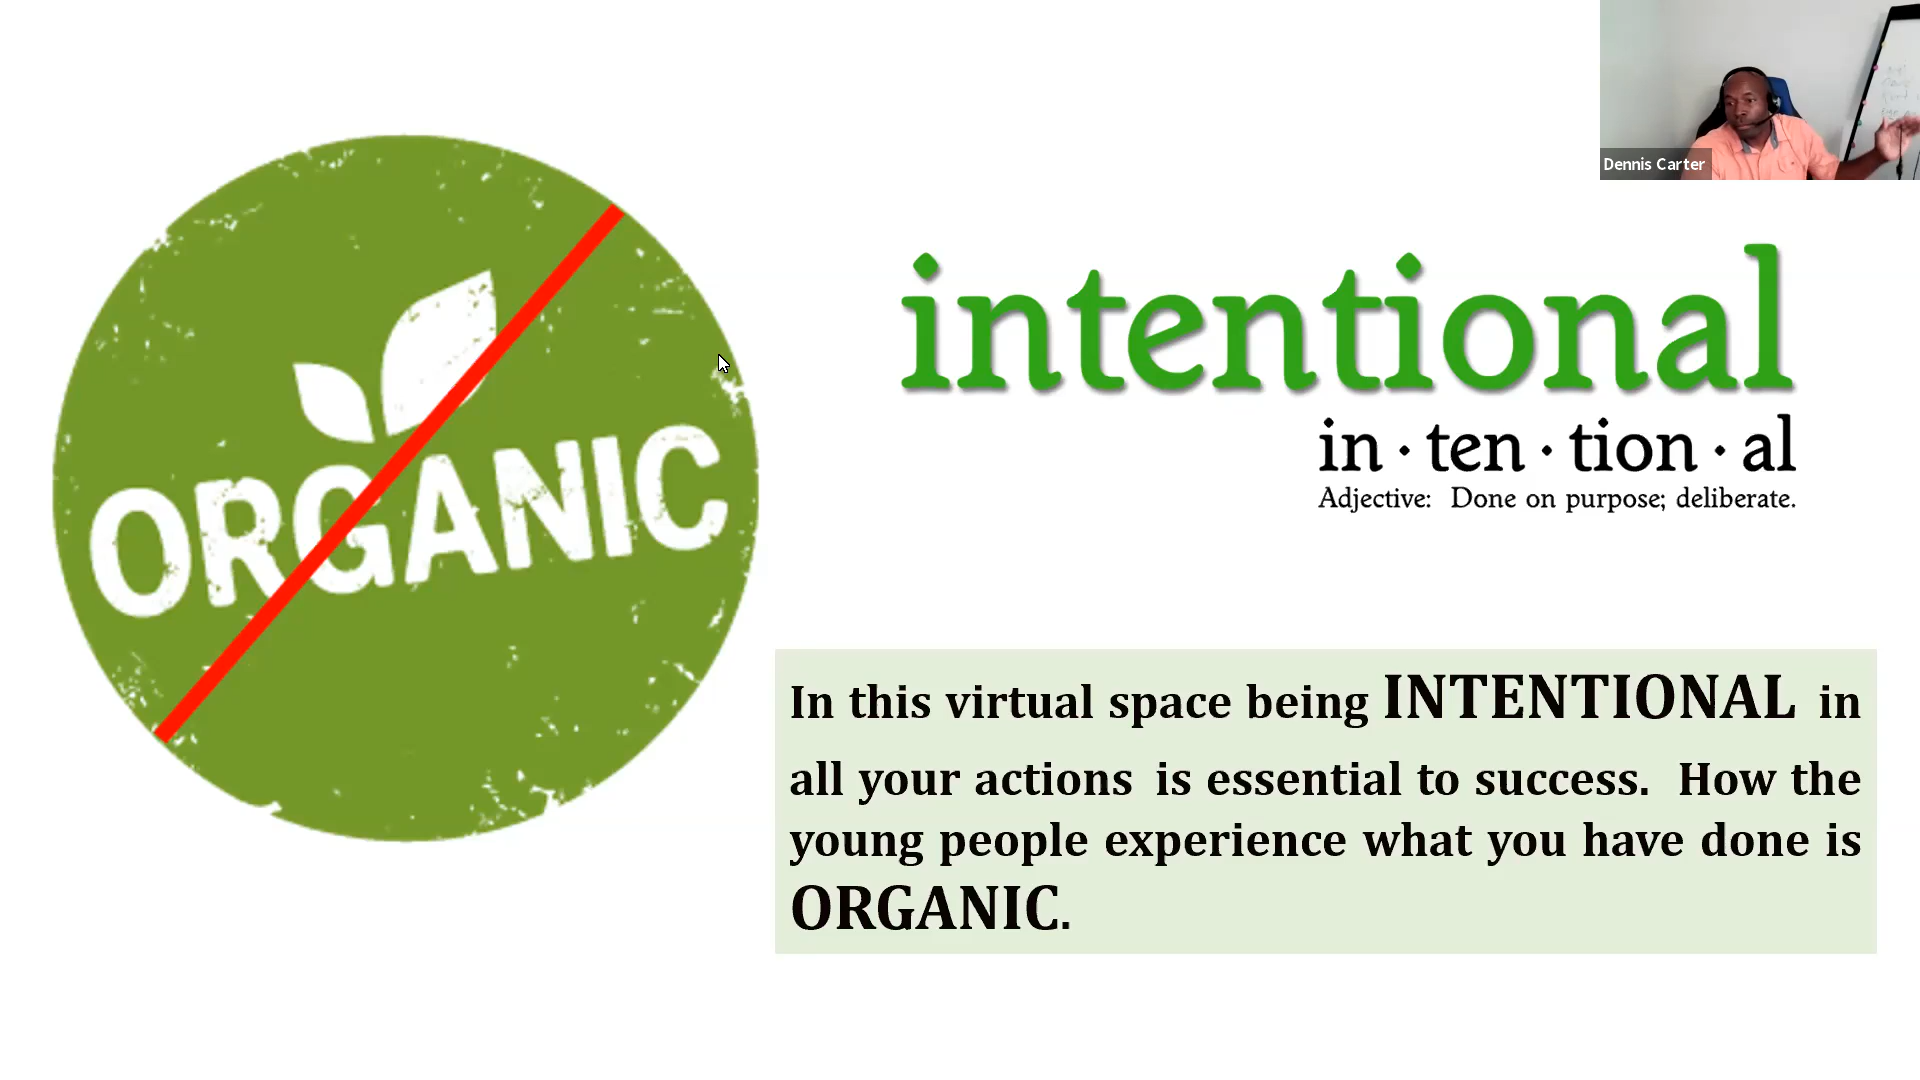 Dennis Carter
ORGANIC
intentional
in · ten · tion · al
Adjective: Done on purpose; deliberate.
In this virtual space being INTENTIONAL in
all your actions is essential to success. How the
young people experience what you have done is
ORGANIC.